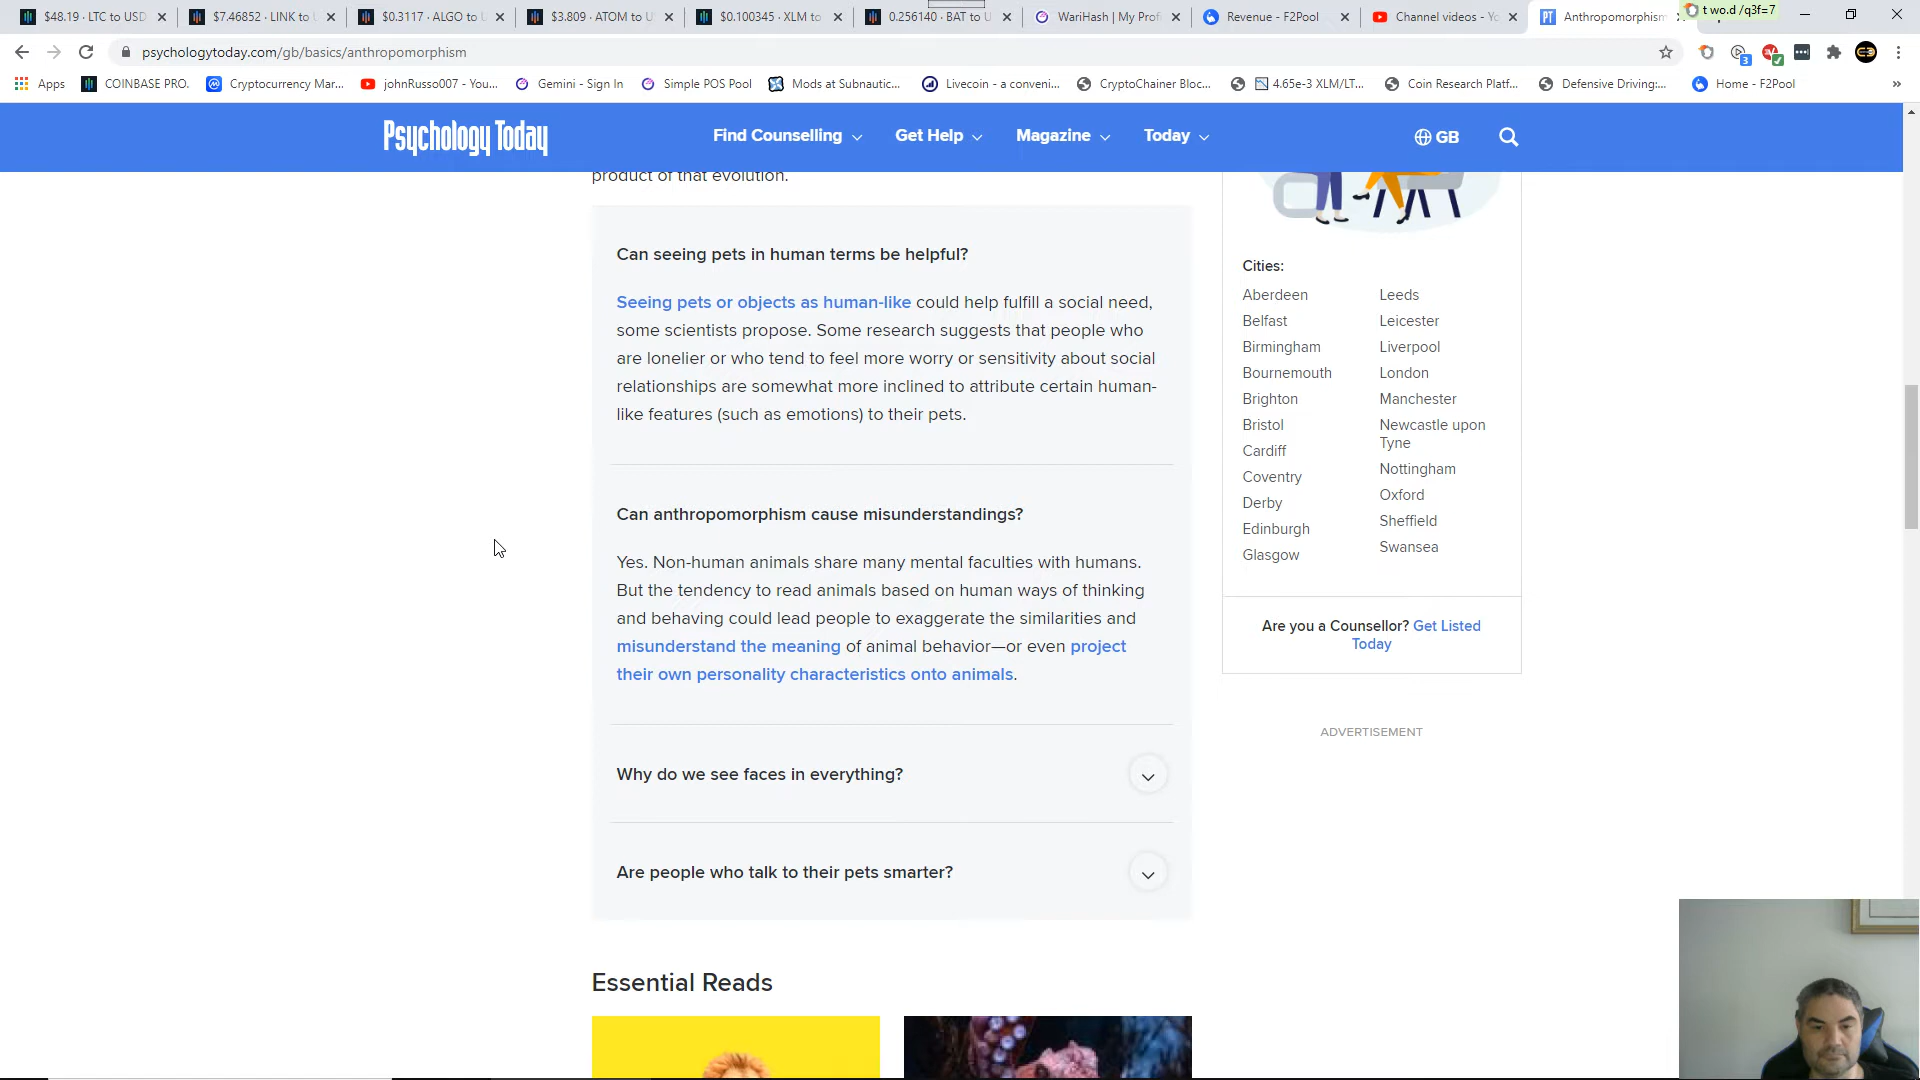 $48.19 · LTC to USD
$7.46852 · LINK to
$0.3117 · ALGO to U
$3.809 · ATOM to U
$0.100345 · XLM to
0.256140 · BAT to U
WariHash | My Prof
Revenue - F2Pool
Channel videos - Yo
Anthropomorphism
t wo.d /q3f=7
psychologytoday.com/gb/basics/anthropomorphism
3
Apps
COINBASE PRO.
Cryptocurrency Mar...
johnRusso007 - You...
Gemini - Sign In
Simple POS Pool
Mods at Subnautic...
Livecoin - a conveni...
CryptoChainer Bloc...
4.65e-3 XLM/LT...
Coin Research Platf...
Defensive Driving:...
Home - F2Pool
»
Psychology Today
Find Counselling
Get Help
Magazine
Today
GB
product of that evolution.
Can seeing pets in human terms be helpful?
Seeing pets or objects as human-like could help fulfill a social need,
some scientists propose. Some research suggests that people who
are lonelier or who tend to feel more worry or sensitivity about social
relationships are somewhat more inclined to attribute certain human-
like features (such as emotions) to their pets.
Can anthropomorphism cause misunderstandings?
Yes. Non-human animals share many mental faculties with humans.
But the tendency to read animals based on human ways of thinking
and behaving could lead people to exaggerate the similarities and
misunderstand the meaning of animal behavior—or even project
their own personality characteristics onto animals.
Why do we see faces in everything?
Are people who talk to their pets smarter?
Essential Reads
Cities:
Aberdeen
Belfast
Birmingham
Bournemouth
Brighton
Bristol
Cardiff
Coventry
Derby
Edinburgh
Glasgow
Leeds
Leicester
Liverpool
London
Manchester
Newcastle upon
Tyne
Nottingham
Oxford
Sheffield
Swansea
Are you a Counsellor? Get Listed
Today
ADVERTISEMENT